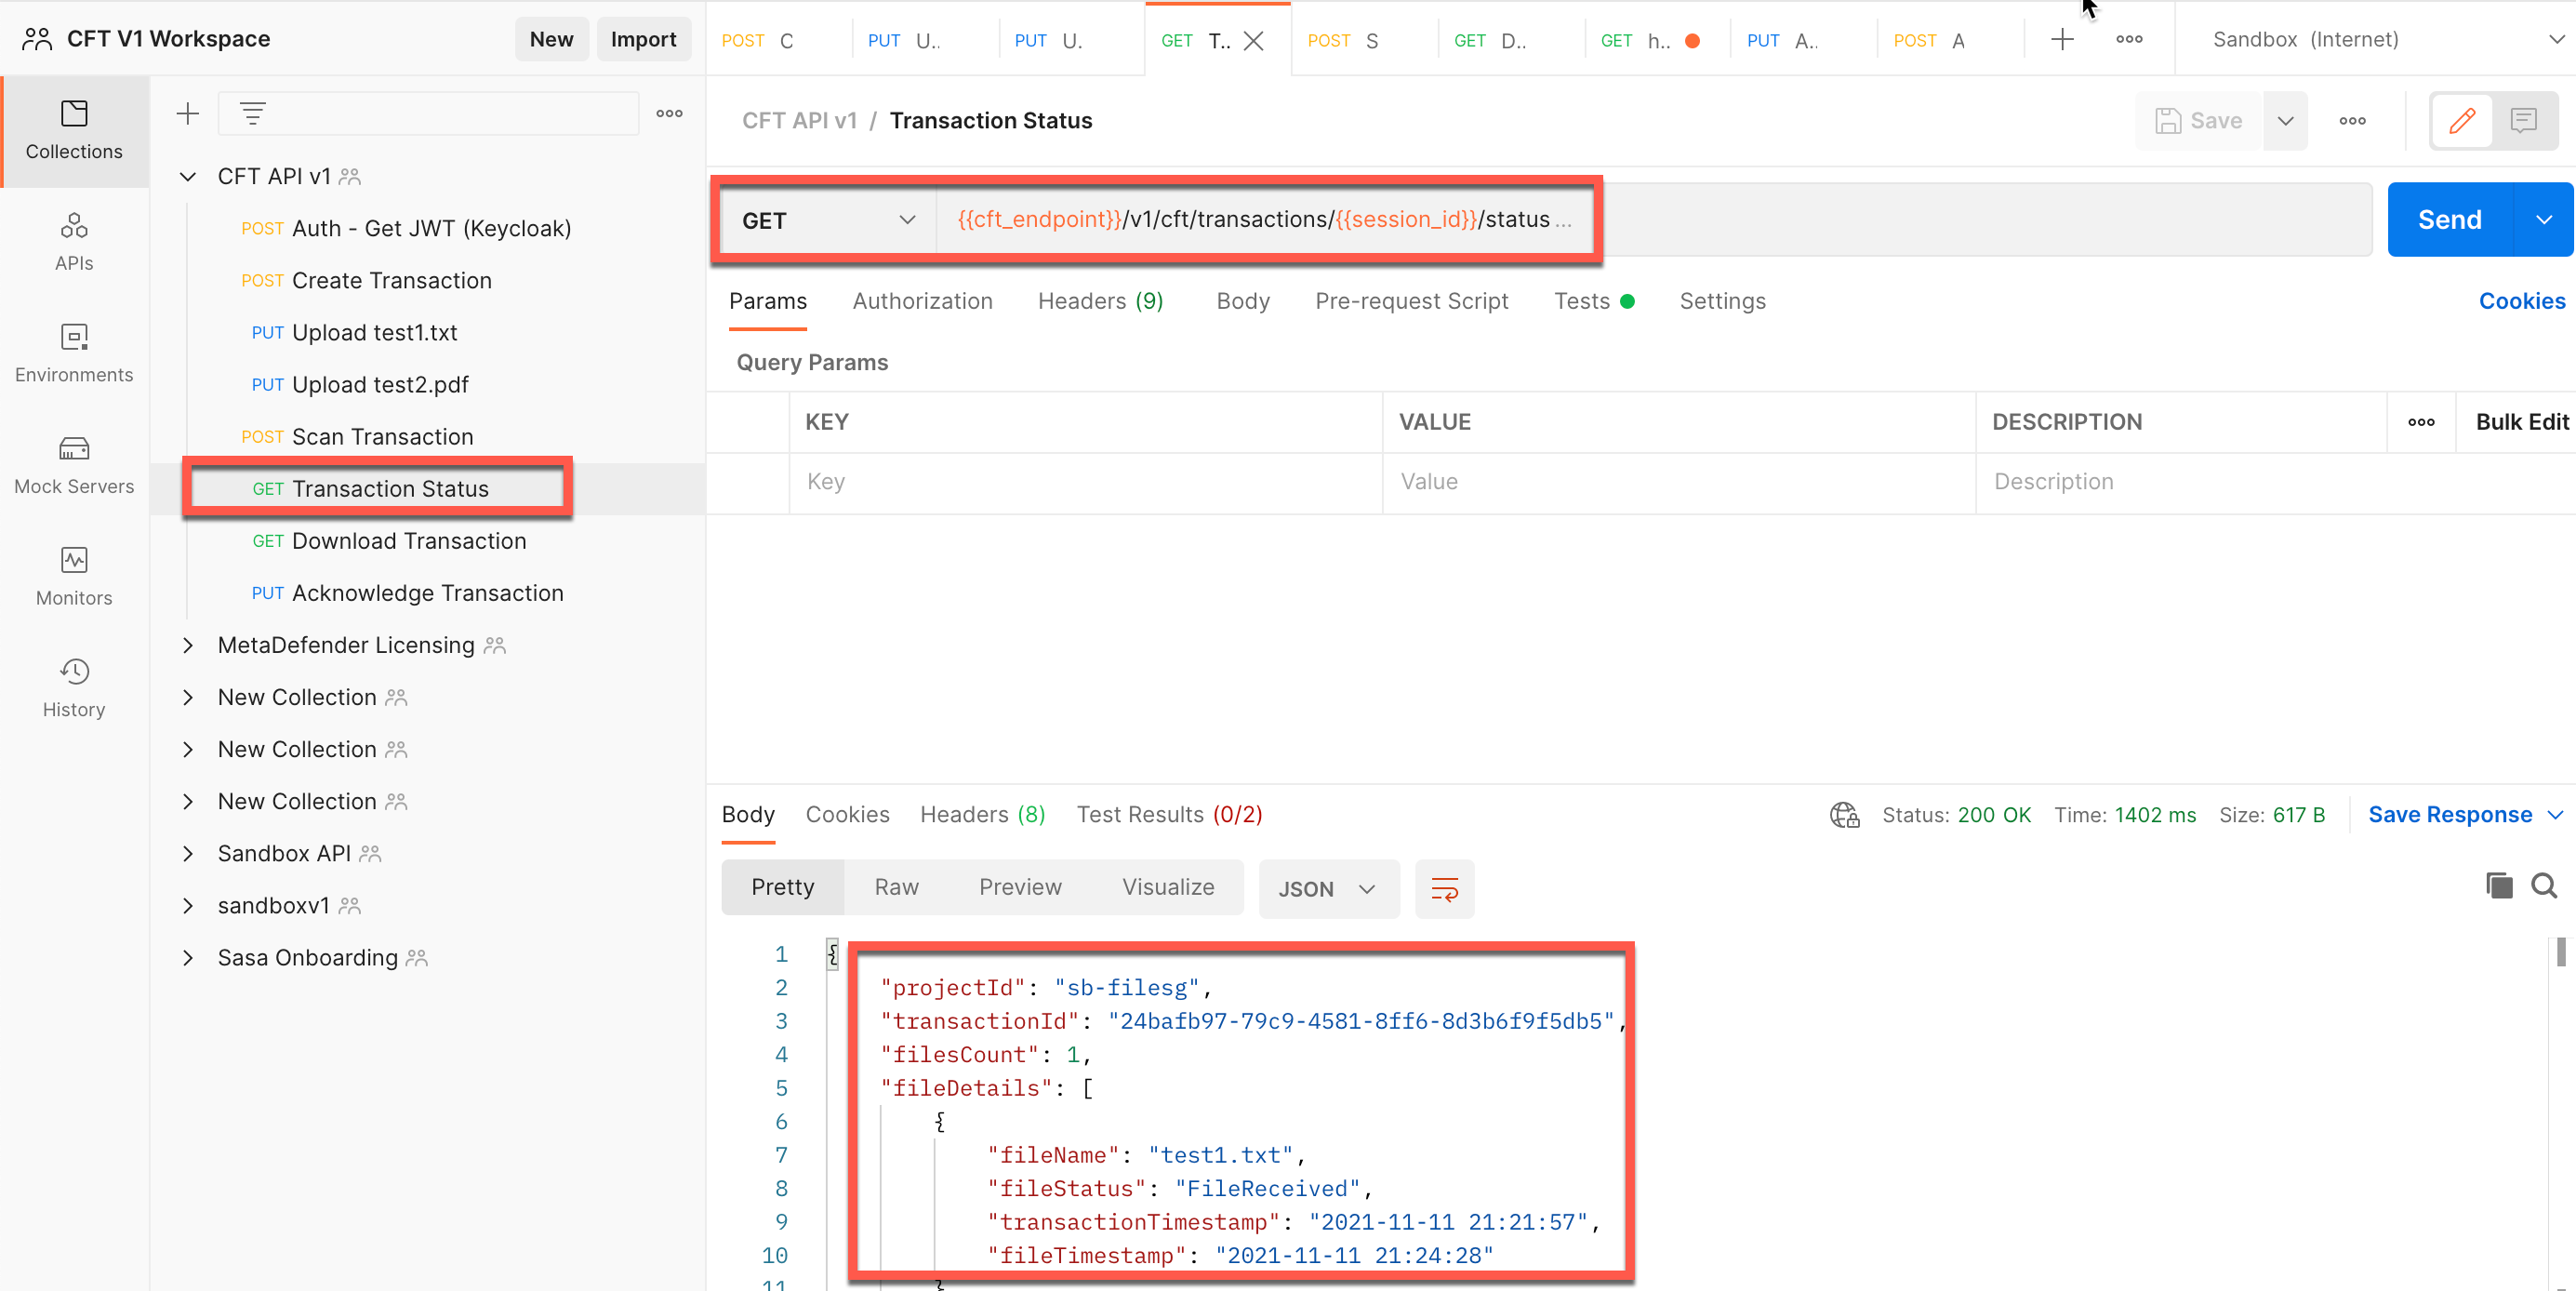 CFT V1 Workspace
New
Import
POST C
PUT U..
PUT U.
GET T..
POST S
GET D..
GET h..
PUT A..
POST A
Sandbox (Internet)
Collections
APIs
Environments
Mock Servers
Monitors
History
CFT API v1
POST Auth - Get JWT (Keycloak)
POST Create Transaction
PUT Upload test1.txt
PUT Upload test2.pdf
POST Scan Transaction
GET Transaction Status
GET Download Transaction
PUT Acknowledge Transaction
MetaDefender Licensing
New Collection
New Collection
New Collection
Sandbox API
sandboxv1
Sasa Onboarding
CFT API v1 / Transaction Status
Save
GET
{{cft_endpoint}}/v1/cft/transactions/{{session_id}}/status ...
Send
Params
Authorization
Headers (9)
Body
Pre-request Script
Tests
Settings
Cookies
Query Params
KEY
VALUE
DESCRIPTION
Bulk Edit
Key
Value
Description
Body
Cookies
Headers (8)
Test Results (0/2)
Status: 200 OK
Time: 1402 ms
Size: 617 B
Save Response
Pretty
Raw
Preview
Visualize
JSON
1 {
2 "projectId": "sb-filesg",
3 "transactionId": "24bafb97-79c9-4581-8ff6-8d3b6f9f5db5",
4 "filesCount": 1,
5 "fileDetails": [
6 {
7 "fileName": "test1.txt",
8 "fileStatus": "FileReceived",
9 "transactionTimestamp": "2021-11-11 21:21:57",
10 "fileTimestamp": "2021-11-11 21:24:28"
11 }